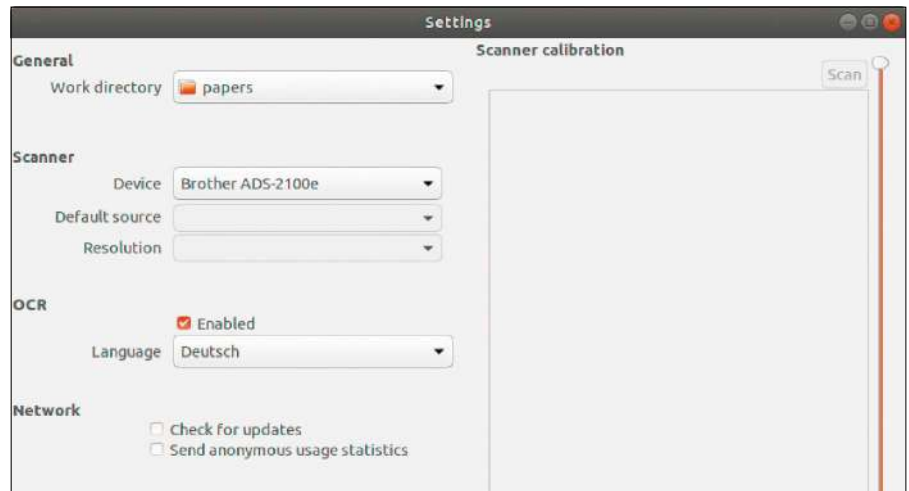 Settings
General
Work directory papers
Scanner
Device Brother ADS-2100e
Default source
Resolution
OCR
Enabled
Language Deutsch
Network
Check for updates
Send anonymous usage statistics
Scanner calibration
Scan